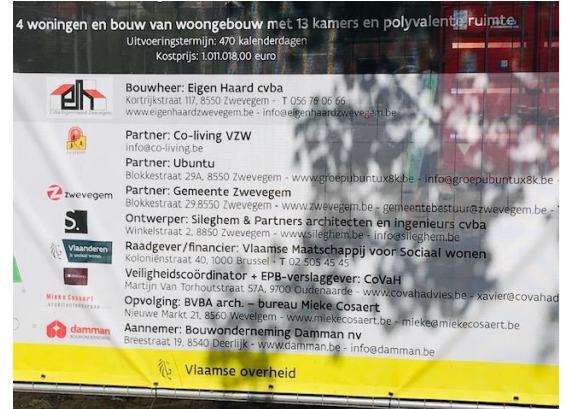 4 woningen en bouw van woongebouw met 13 kamers en polyvalente ruimte.
Uitvoeringstermijn: 470 kalenderdagen
Kostprijs: 1.011.018,00 euro
Bouwheer: Eigen Haard cvba
Kortrijkstraat 117, 8550 Zwevegem - T 056 76 06 66
www.eigenhaardzwevegem.be - info@eigenhaardzwevegem.be
Partner: Co-living VZW
info@co-living.be
Partner: Ubuntu
Blokkestraat 29A, 8550 Zwevegem - www.groepubuntux8k.be - info@groepubuntux8k.be -
zwevegem
Partner: Gemeente Zwevegem
Blokkestraat 29,8550 Zwevegem - www.zwevegem.be - gemeentebestuur@zwevegem.be -
S.
Ontwerper: Sileghem & Partners architecten en ingenieurs cvba
Winkelstraat 2, 8850 Zwevegem - www.sileghem.be - info@sileghem.be
Vlaanderen
is sociaal wonen
Raadgever/financier: Vlaamse Maatschappij voor Sociaal wonen
Koloniënstraat 40, 1000 Brussel - T 02 505 45 45
Veiligheidscoördinator + EPB-verslaggever: CoVaH
Martijn Van Torhoutstraat 57A, 9700 Oudenaarde - www.covahadvies.be - xavier@covahad
Mieke Cosaert
Opvolging: BVBA arch. - bureau Mieke Cosaert
Nieuwe Markt 21, 8560 Wevelgem - www.miekecosaert.be - mieke@miekecosaert.be
damman
BOUWONDERNEMING
Aannemer: Bouwonderneming Damman nv
Breestraat 19, 8540 Deerlijk - www.damman.be - info@damman.be
Vlaamse overheid